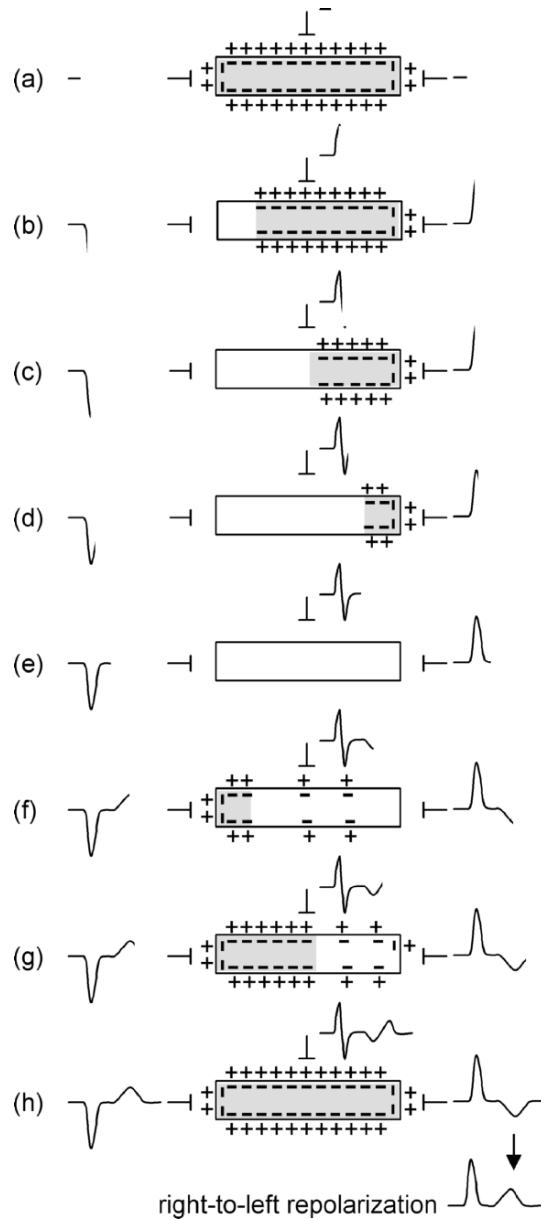 (a)
(b)
(c)
(d)
(e)
(f)
(g)
(h)
right-to-left repolarization